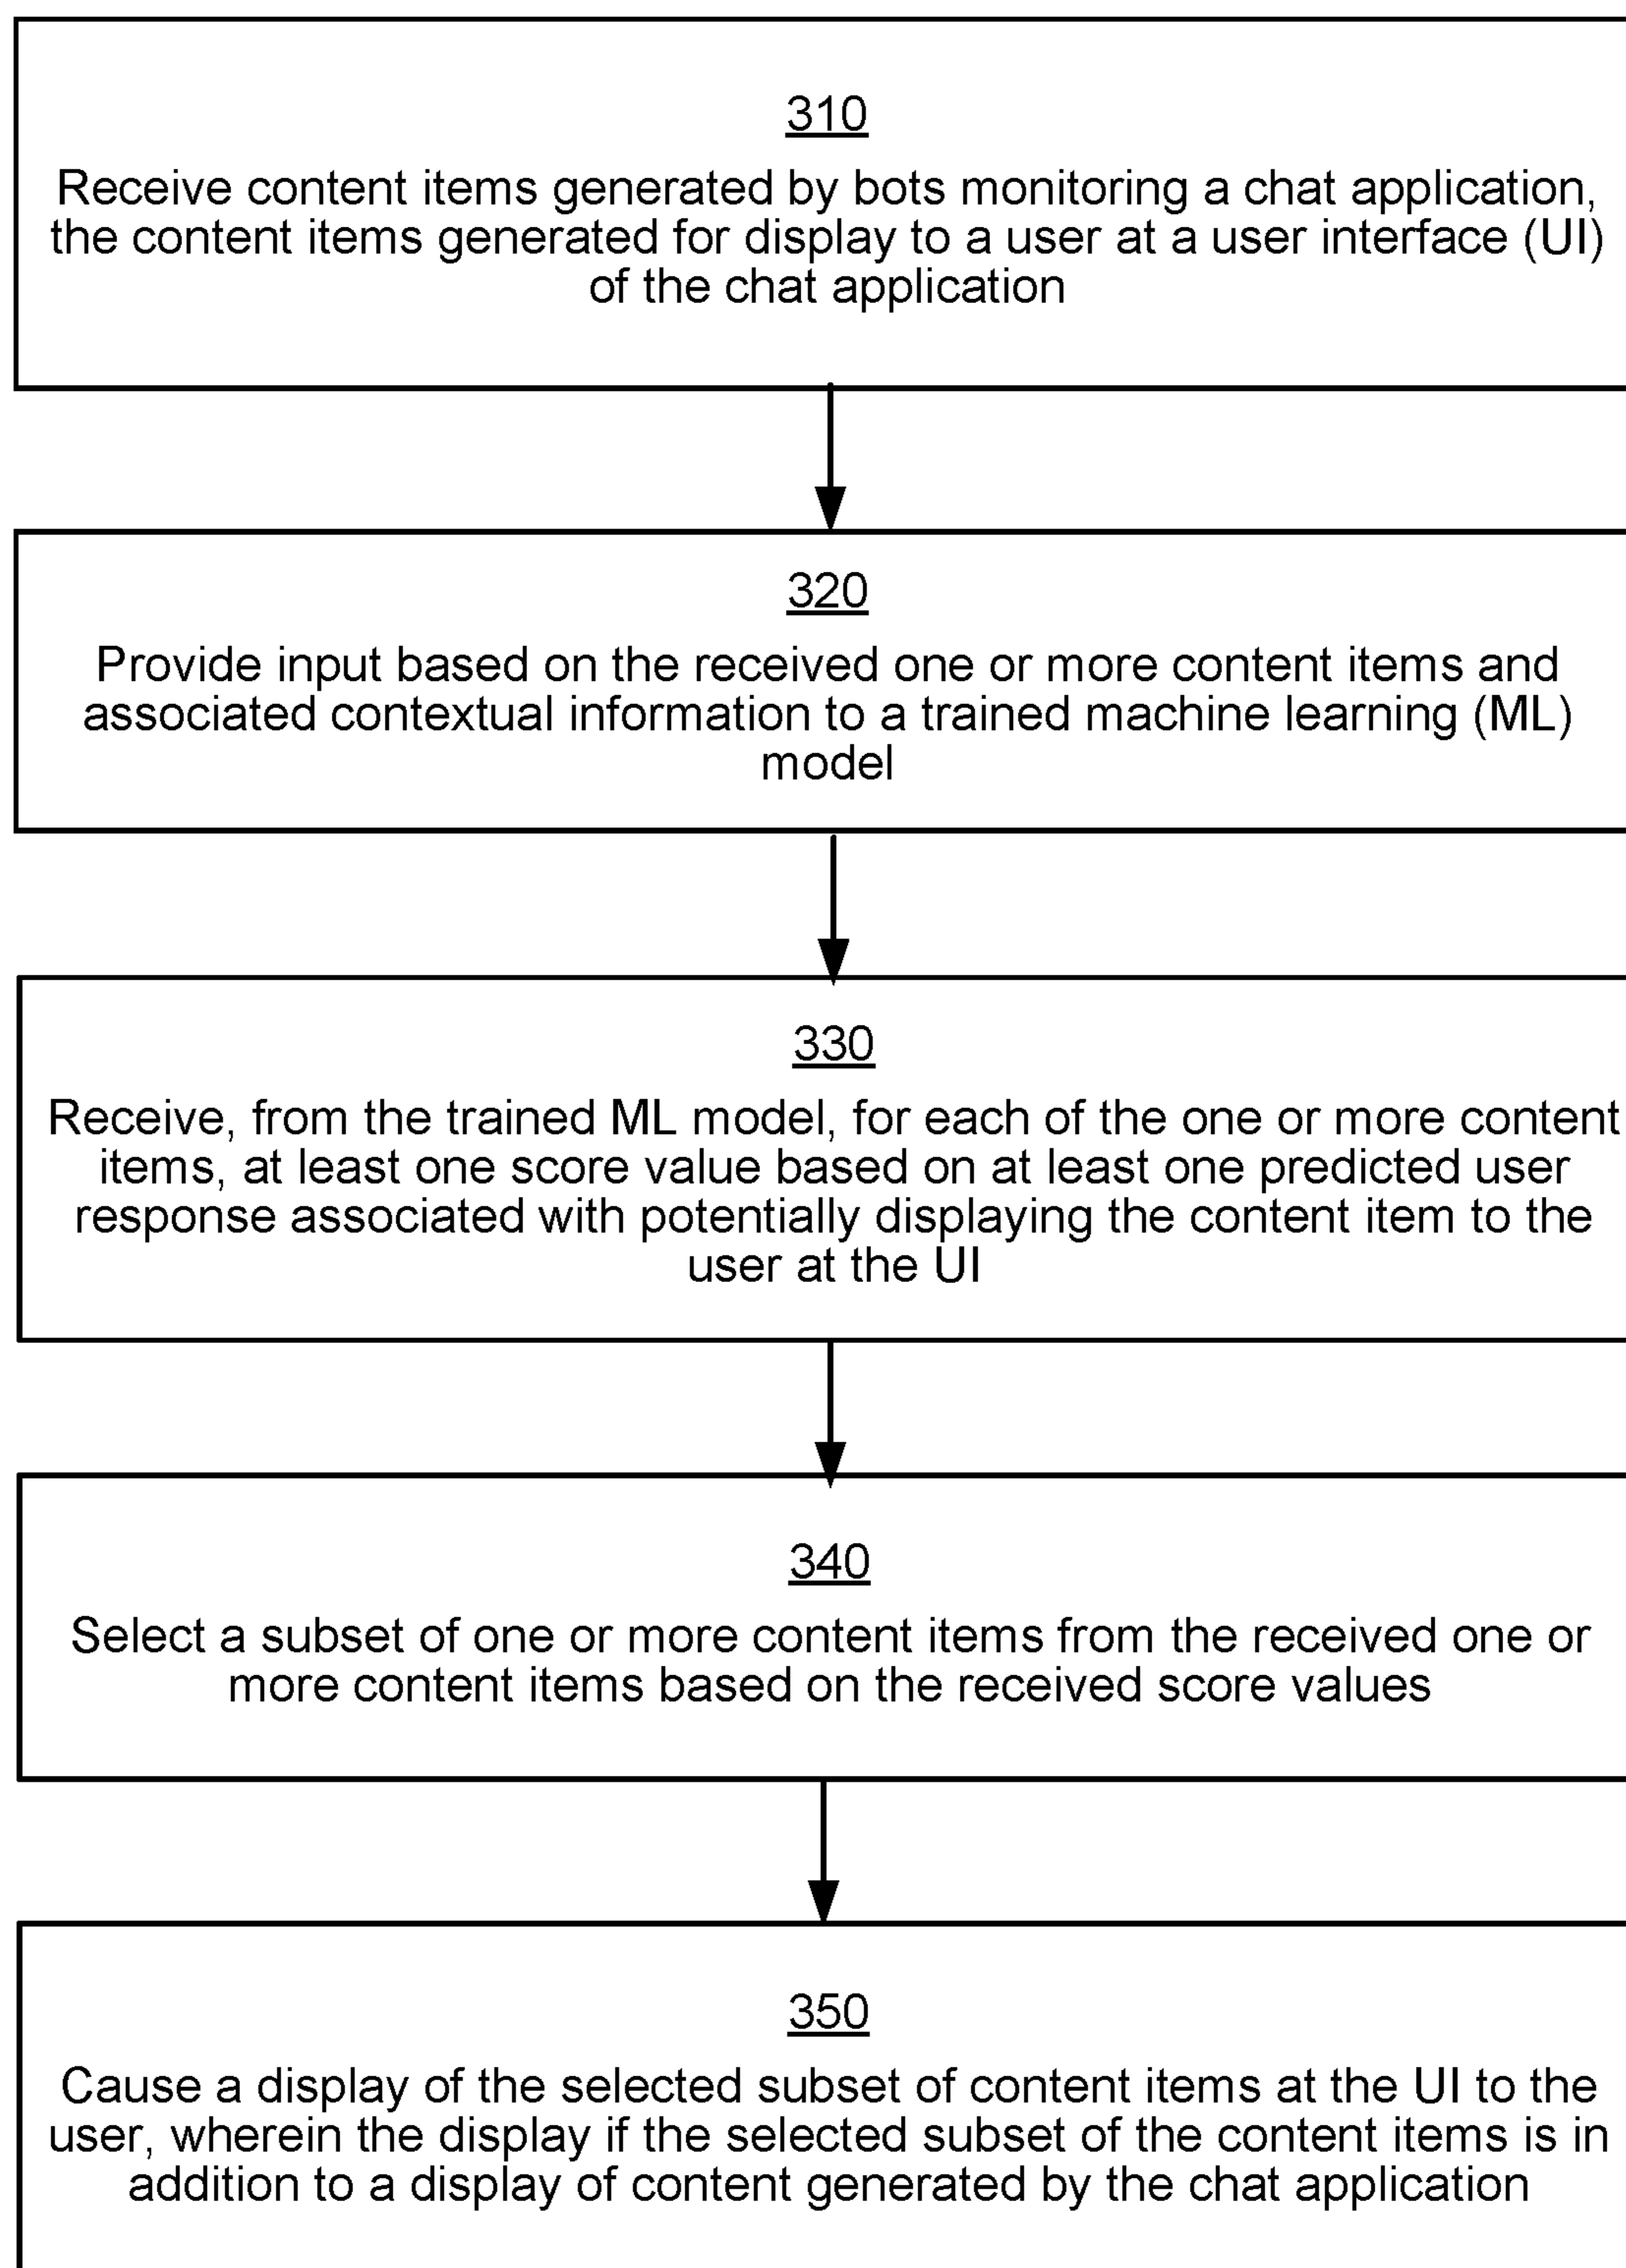 310
Receive content items generated by bots monitoring a chat application,
the content items generated for display to a user at a user interface (UI)
of the chat application
320
Provide input based on the received one or more content items and
associated contextual information to a trained machine learning (ML)
model
330
Receive, from the trained ML model, for each of the one or more content
items, at least one score value based on at least one predicted user
response associated with potentially displaying the content item to the
user at the UI
340
Select a subset of one or more content items from the received one or
more content items based on the received score values
350
Cause a display of the selected subset of content items at the UI to the
user, wherein the display if the selected subset of the content items is in
addition to a display of content generated by the chat application